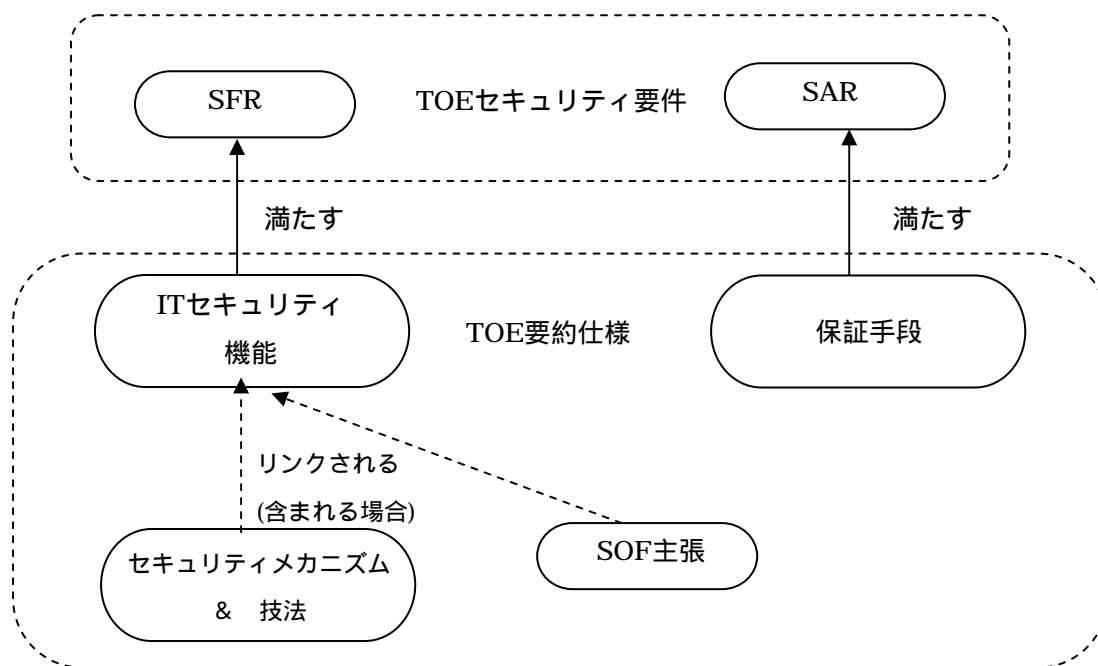 SFR
TOEセキュリティ要件
SAR
満たす
満たす
ITセキュリティ
機能
TOE要約仕様
保証手段
リンクされる
(含まれる場合)
セキュリティメカニズム
& 技法
SOF主張